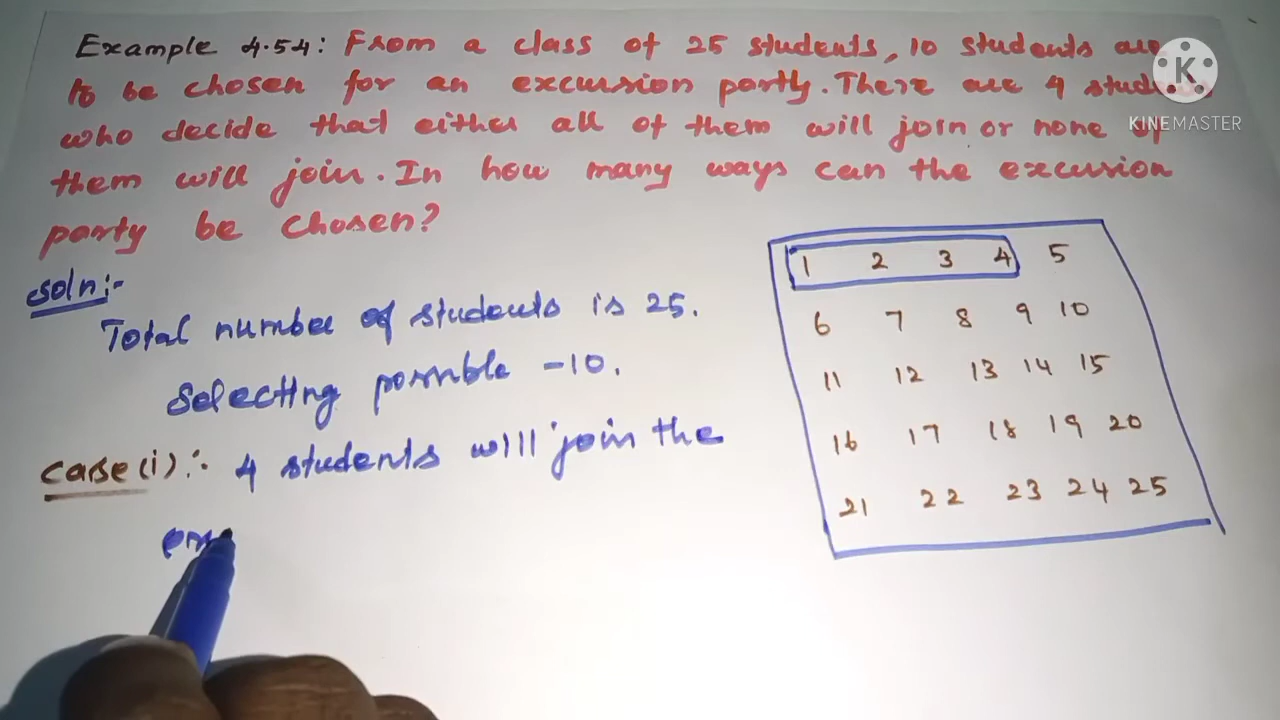 Example 4.54: From a class of 25 students, 10 students are
to be chosen for an excursion party. There are 4 students
who decide that either all of them will join or none of
them will join. In how many ways can the excursion
party be chosen?
Soln:-
Total number of students is 25.
Selecting possible -10.
case(i):- 4 students will join the
1 2 3 4 5
6 7 8 9 10
11 12 13 14 15
16 17 18 19 20
21 22 23 24 25
K
KINEMASTER